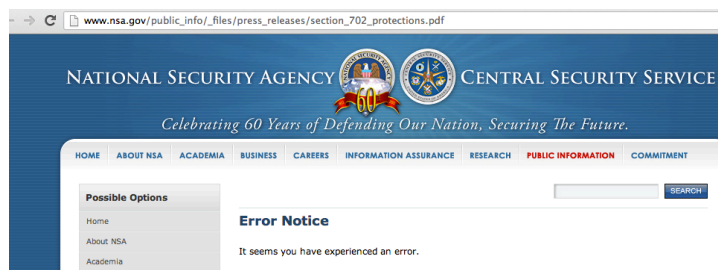 www.nsa.gov/public_info/_files/press_releases/section_702_protections.pdf
NATIONAL SECURITY AGENCY
60
CENTRAL SECURITY SERVICE
Celebrating 60 Years of Defending Our Nation, Securing The Future.
HOME ABOUT NSA ACADEMIA BUSINESS CAREERS INFORMATION ASSURANCE RESEARCH PUBLIC INFORMATION COMMITMENT
SEARCH
Possible Options
Home
About NSA
Academia
Error Notice
It seems you have experienced an error.